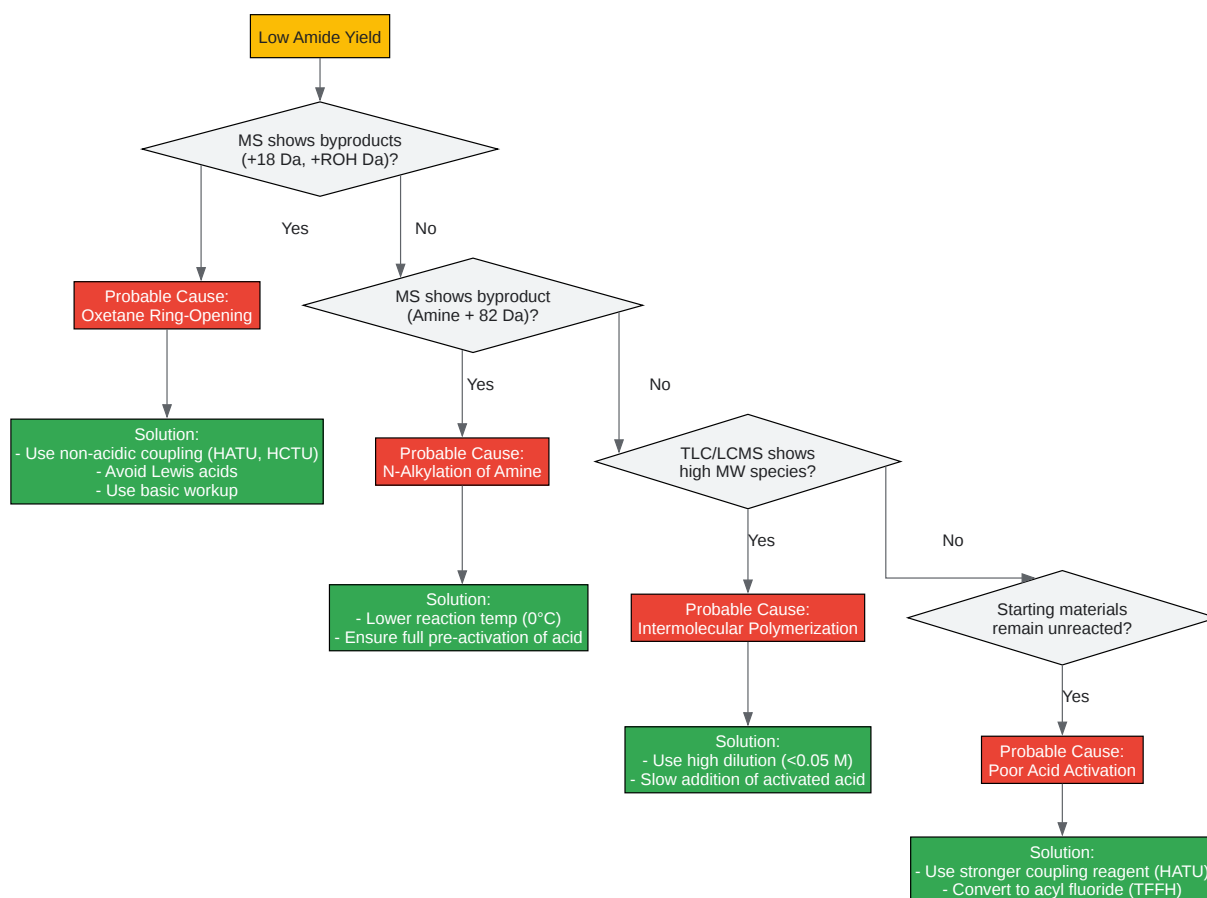 Low Amide Yield
MS shows byproducts
(+18 Da, +ROH Da)?
Yes
No
Probable Cause:
Oxetane Ring-Opening
MS shows byproduct
(Amine + 82 Da)?
Solution:
- Use non-acidic coupling (HATU, HCTU)
- Avoid Lewis acids
- Use basic workup
Yes
No
Probable Cause:
N-Alkylation of Amine
TLC/LCMS shows
high MW species?
Solution:
- Lower reaction temp (0°C)
- Ensure full pre-activation of acid
Yes
No
Probable Cause:
Intermolecular Polymerization
Starting materials
remain unreacted?
Solution:
- Use high dilution (<0.05 M)
- Slow addition of activated acid
Yes
Probable Cause:
Poor Acid Activation
Solution:
- Use stronger coupling reagent (HATU)
- Convert to acyl fluoride (TFFH)